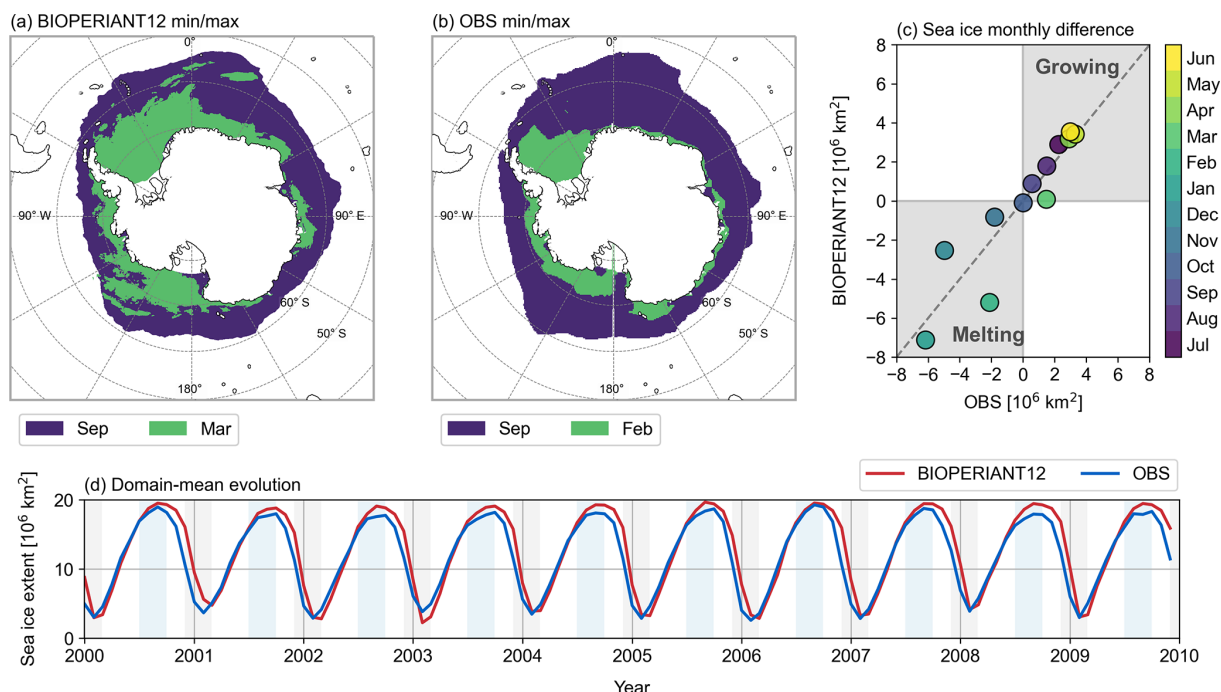 (a) BIOPERIANT12 min/max
0°
90° W
90° E
60° S
50° S
180°
Sep
Mar
(b) OBS min/max
0°
90° W
90° E
60° S
50° S
180°
Sep
Feb
(c) Sea ice monthly difference
BIOPERIANT12 [10⁶ km²]
8
6
4
2
0
−2
−4
−6
−8
Growing
Melting
−8 −6 −4 −2 0 2 4 6 8
OBS [10⁶ km²]
Jun
May
Apr
Mar
Feb
Jan
Dec
Nov
Oct
Sep
Aug
Jul
(d) Domain-mean evolution
BIOPERIANT12
OBS
Sea ice extent [10⁶ km²]
20
10
0
2000 2001 2002 2003 2004 2005 2006 2007 2008 2009 2010
Year